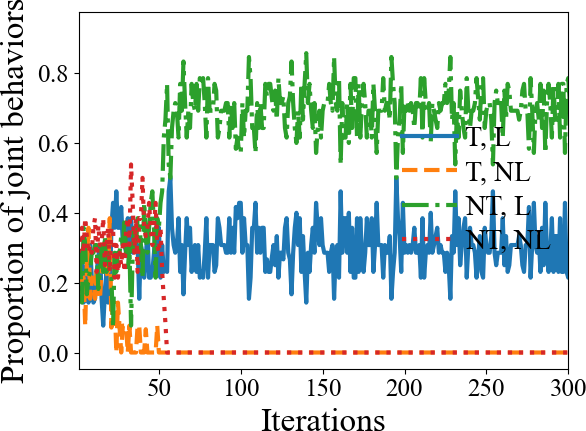 Proportion of joint behaviors
0.8
0.6
0.4
0.2
0.0
T, L
T, NL
NT, L
NT, NL
50
100
150
200
250
300
Iterations